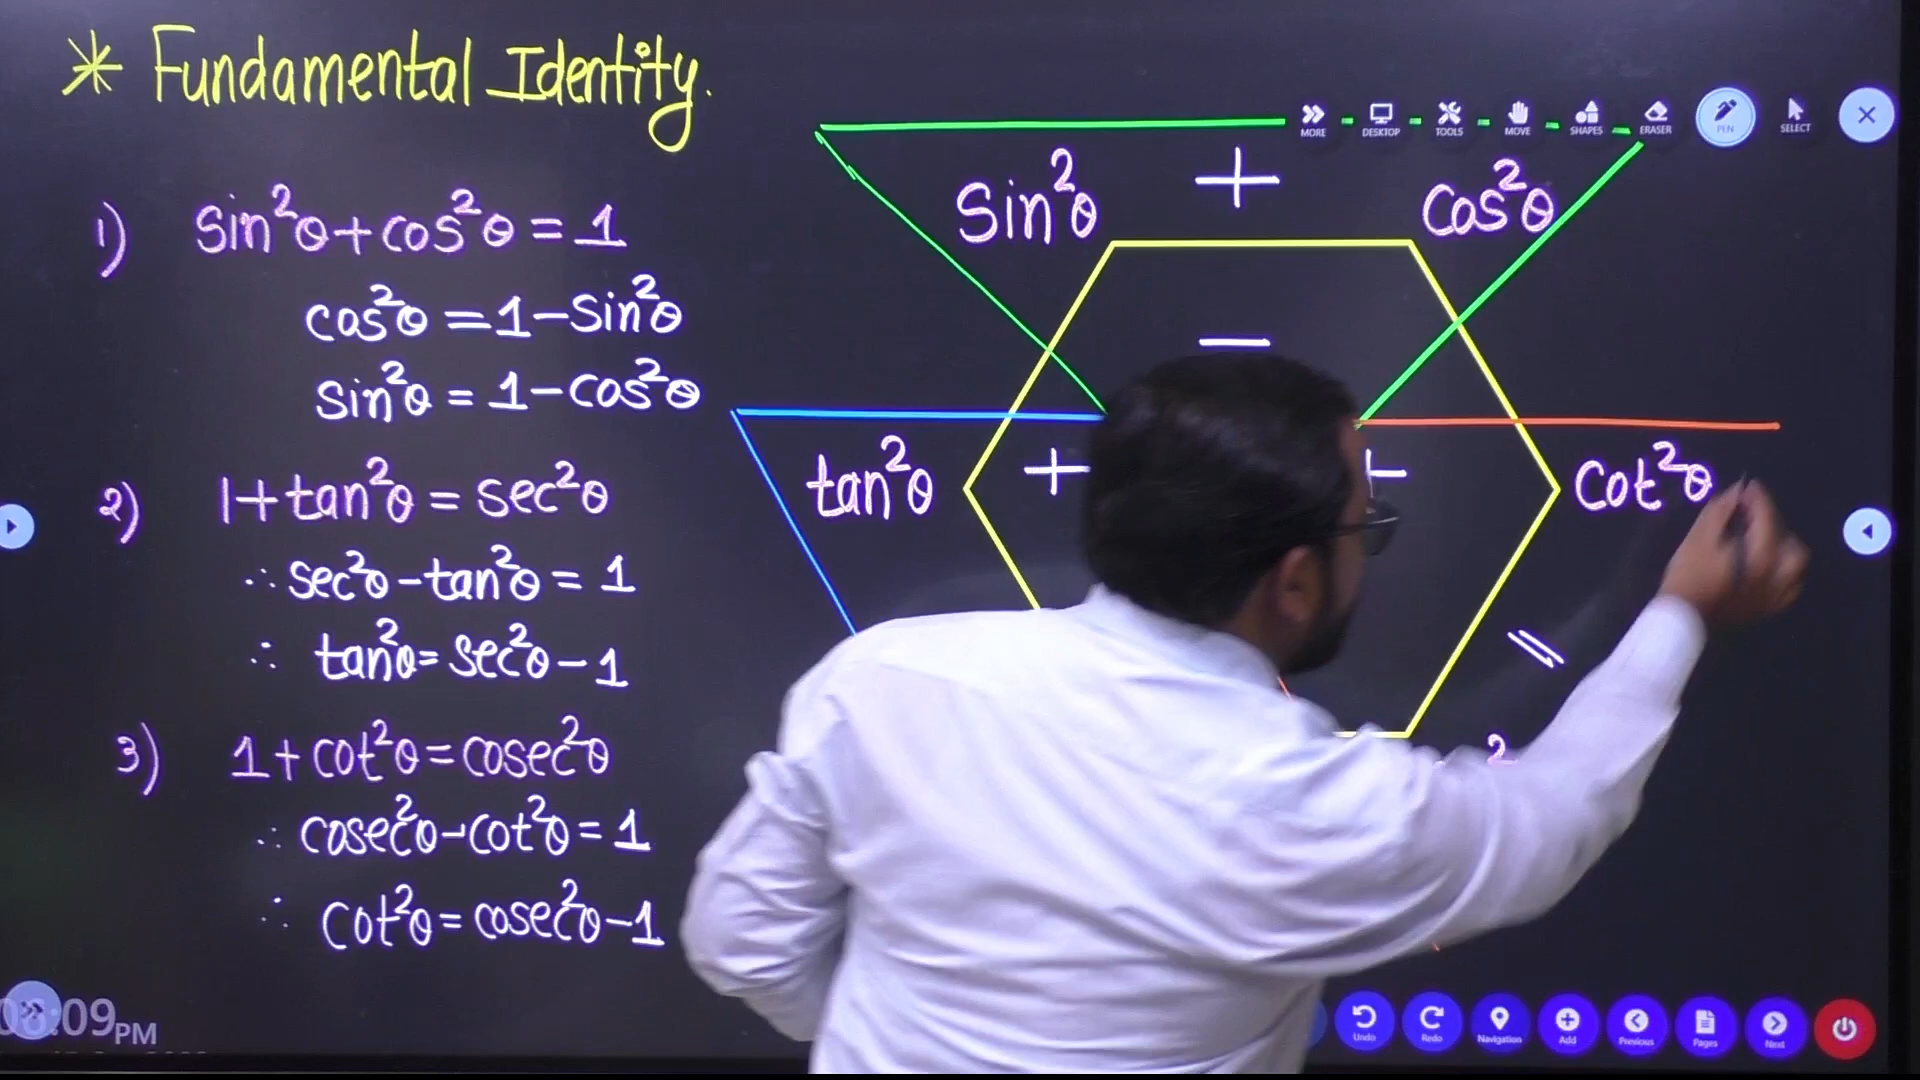 * Fundamental Identity.
1) sin²θ+cos²θ = 1
cos²θ = 1-sin²θ
sin²θ = 1-cos²θ
2) 1+tan²θ = sec²θ
∴ sec²θ-tan²θ = 1
∴ tan²θ = sec²θ-1
3) 1+cot²θ = cosec²θ
∴ cosec²θ-cot²θ = 1
∴ cot²θ = cosec²θ-1
MORE DESKTOP TOOLS MOVE SHAPES ERASER PEN SELECT
sin²θ + cos²θ
-
tan²θ + + cot²θ
=
2
:09 PM
Undo Redo Navigation Add Previous Pages Next